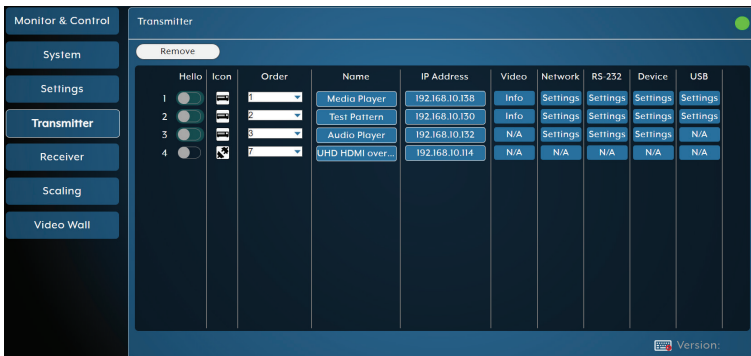 Monitor & Control
System
Settings
Transmitter
Receiver
Scaling
Video Wall
Transmitter
Remove
Hello Icon Order Name IP Address Video Network RS-232 Device USB
1 1 Media Player 192.168.10.138 Info Settings Settings Settings Settings
2 2 Test Pattern 192.168.10.130 Info Settings Settings Settings Settings
3 3 Audio Player 192.168.10.132 N/A Settings Settings Settings N/A
4 7 UHD HDMI over... 192.168.10.114 N/A N/A N/A N/A N/A
Version: